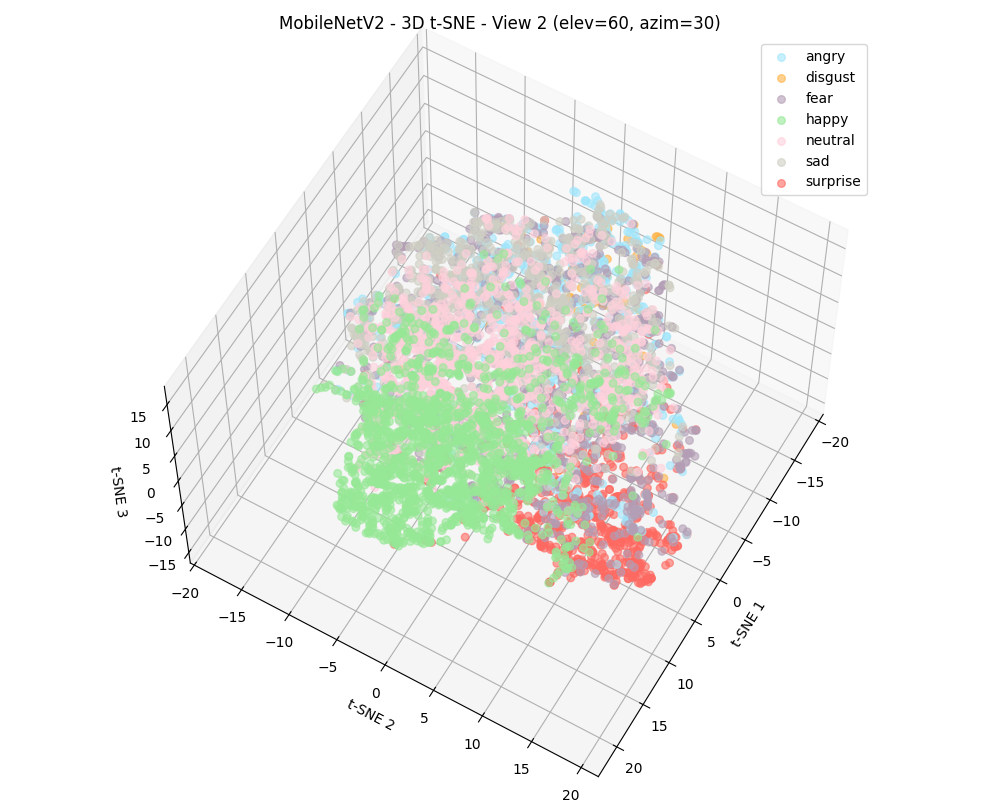 MobileNetV2 - 3D t-SNE - View 2 (elev=60, azim=30)
angry
disgust
fear
happy
neutral
sad
surprise
15
10
5
0
−5
−10
−15
t-SNE 3
−20
−15
−10
−5
0
5
10
15
20
t-SNE 2
−20
−15
−10
−5
0
5
10
15
20
t-SNE 1